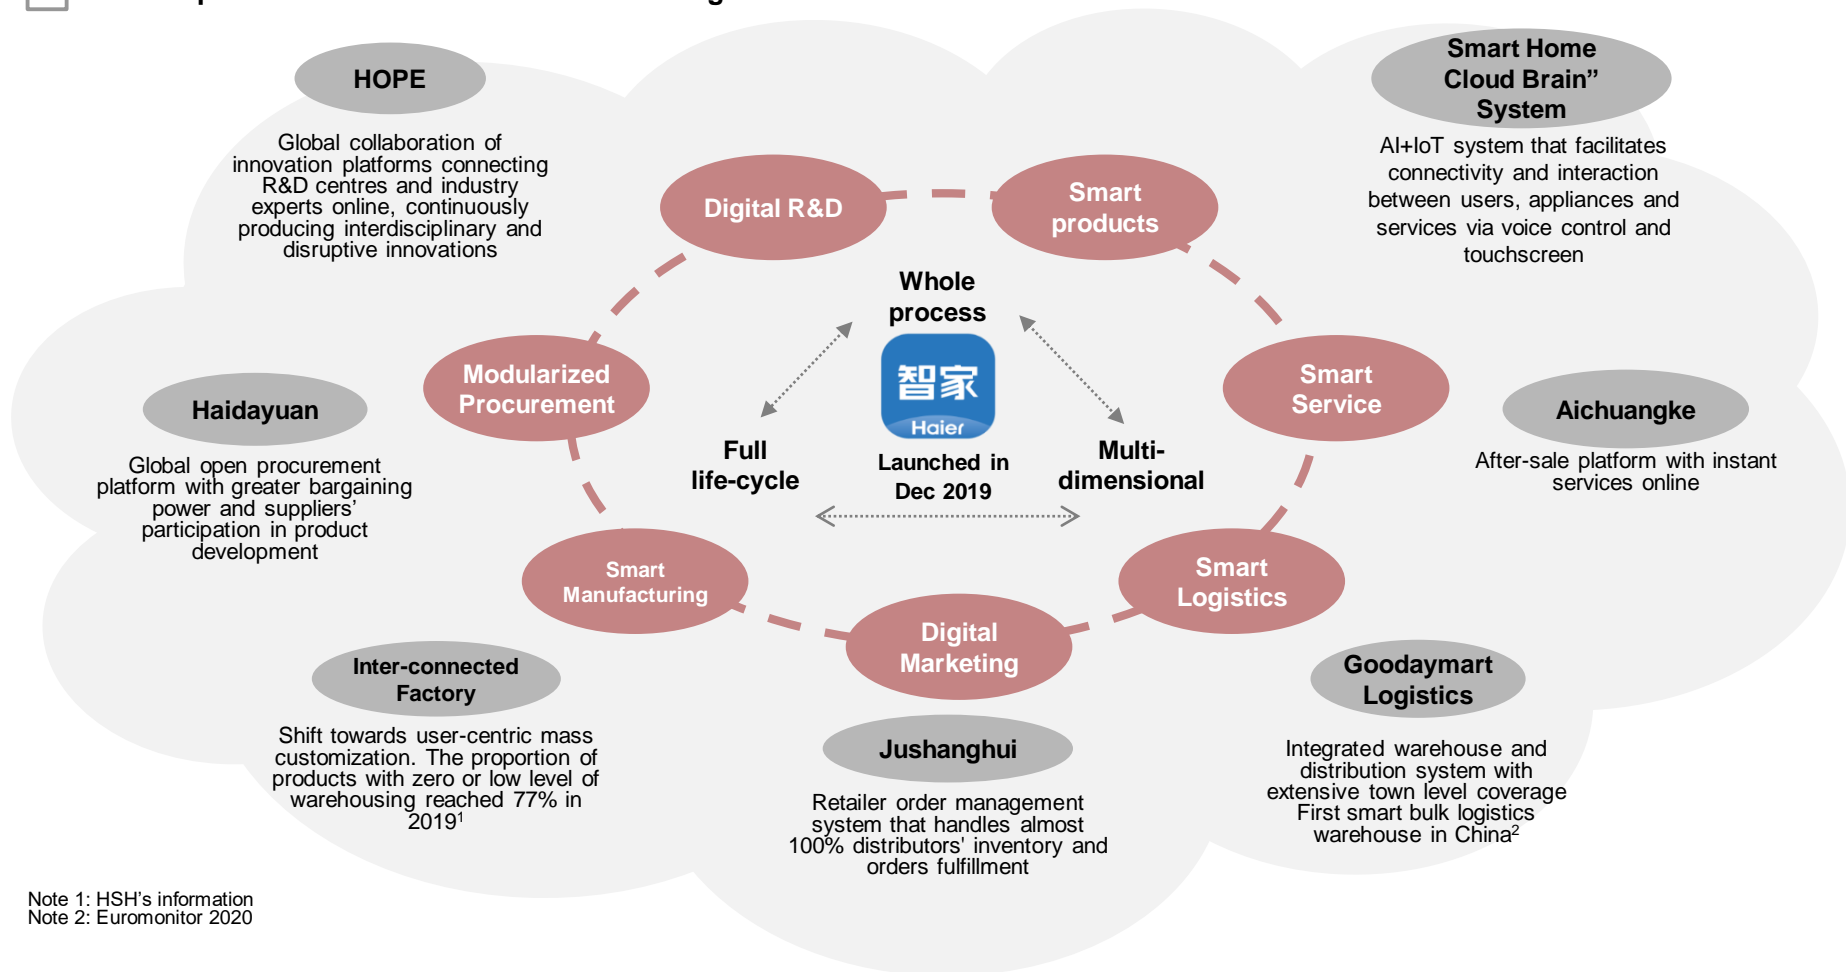 HOPE
Global collaboration of
innovation platforms connecting
R&D centres and industry
experts online, continuously
producing interdisciplinary and
disruptive innovations
Smart Home
Cloud Brain”
System
AI+IoT system that facilitates
connectivity and interaction
between users, appliances and
services via voice control and
touchscreen
Digital R&D
Smart
products
Modularized
Procurement
Smart
Service
Whole
process
智家
Haier
Launched in
Dec 2019
Full
life-cycle
Multi-
dimensional
Haidayuan
Global open procurement
platform with greater bargaining
power and suppliers’
participation in product
development
Aichuangke
After-sale platform with instant
services online
Smart
Manufacturing
Digital
Marketing
Smart
Logistics
Inter-connected
Factory
Shift towards user-centric mass
customization. The proportion of
products with zero or low level of
warehousing reached 77% in
2019¹
Jushanghui
Retailer order management
system that handles almost
100% distributors' inventory and
orders fulfillment
Goodaymart
Logistics
Integrated warehouse and
distribution system with
extensive town level coverage
First smart bulk logistics
warehouse in China²
Note 1: HSH’s information
Note 2: Euromonitor 2020